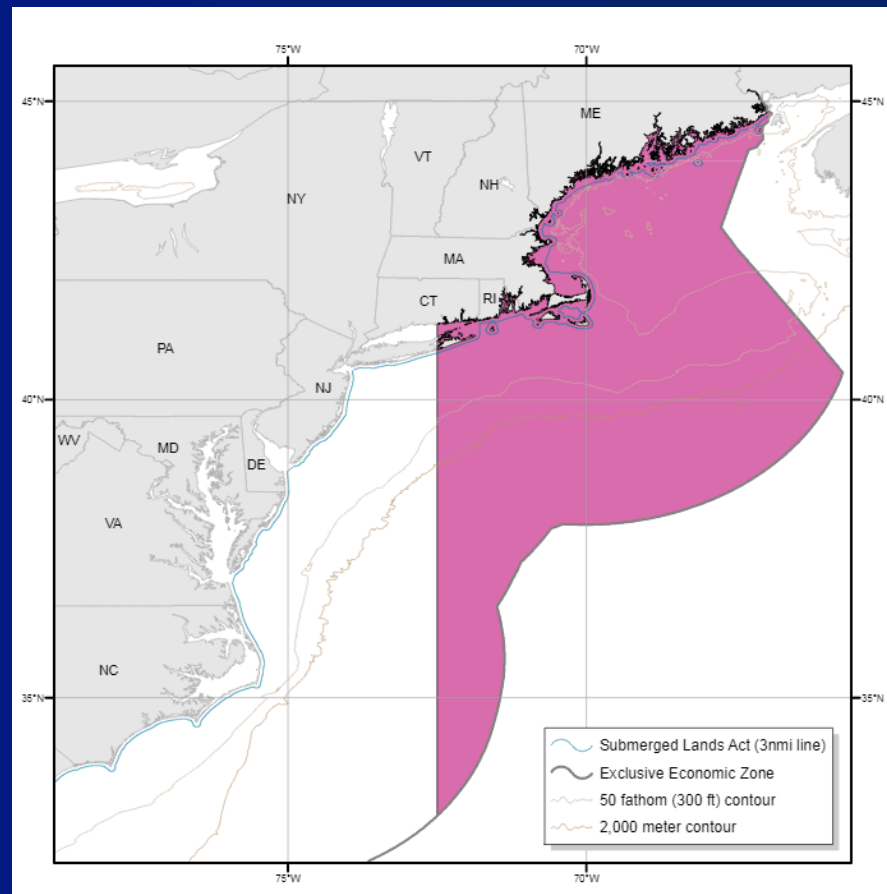 75°W
70°W
45°N
45°N
ME
VT
NH
NY
MA
CT
RI
PA
NJ
40°N
40°N
WV
MD
DE
VA
NC
35°N
35°N
Submerged Lands Act (3nmi line)
Exclusive Economic Zone
50 fathom (300 ft) contour
2,000 meter contour
75°W
70°W